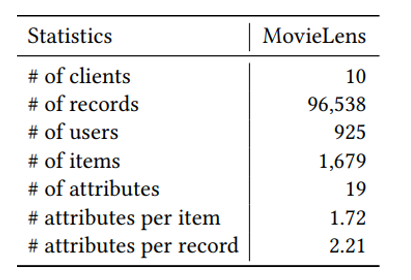 Statistics MovieLens
# of clients 10
# of records 96,538
# of users 925
# of items 1,679
# of attributes 19
# attributes per item 1.72
# attributes per record 2.21